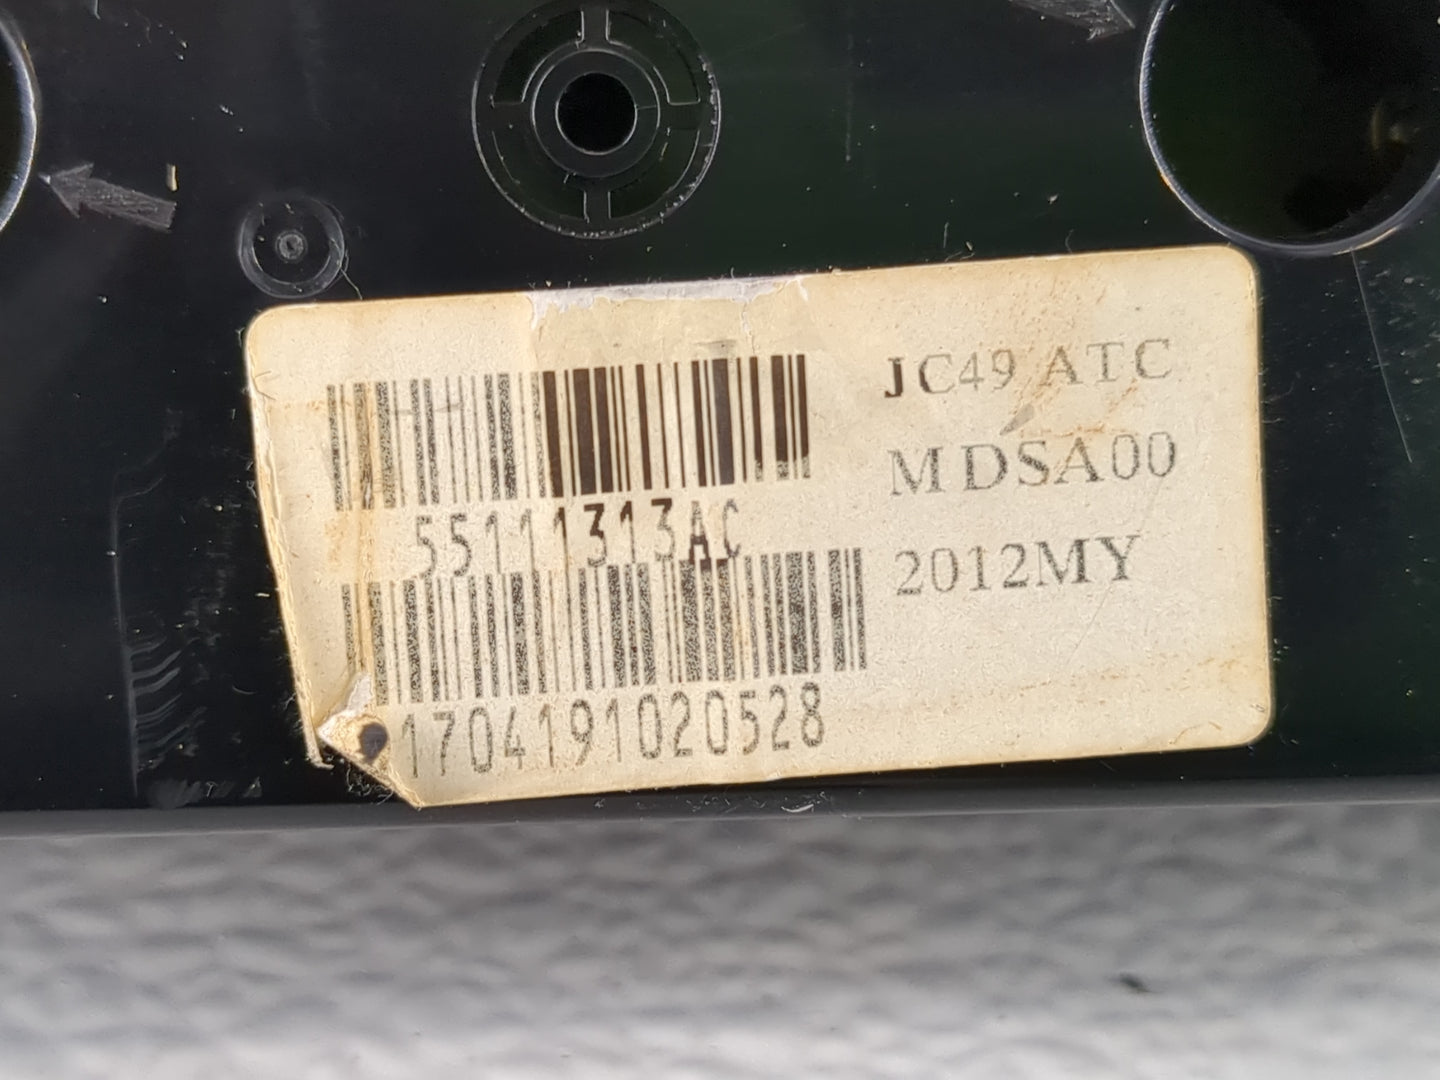 JC49 ATC
MDSA00
2012MY
55111313AC
1704191020528